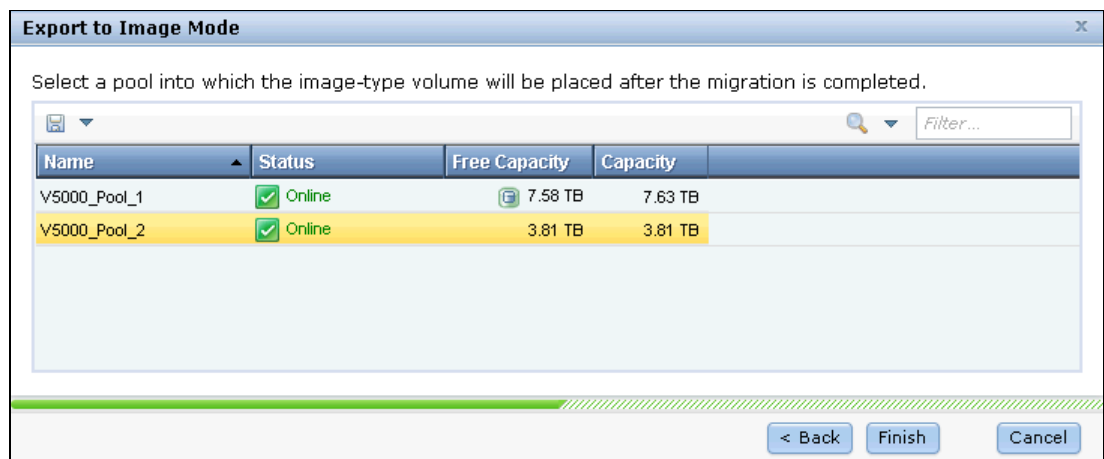 Export to Image Mode x
Select a pool into which the image-type volume will be placed after the migration is completed.
Filter...
Name Status Free Capacity Capacity
V5000_Pool_1 Online 7.58 TB 7.63 TB
V5000_Pool_2 Online 3.81 TB 3.81 TB
< Back Finish Cancel